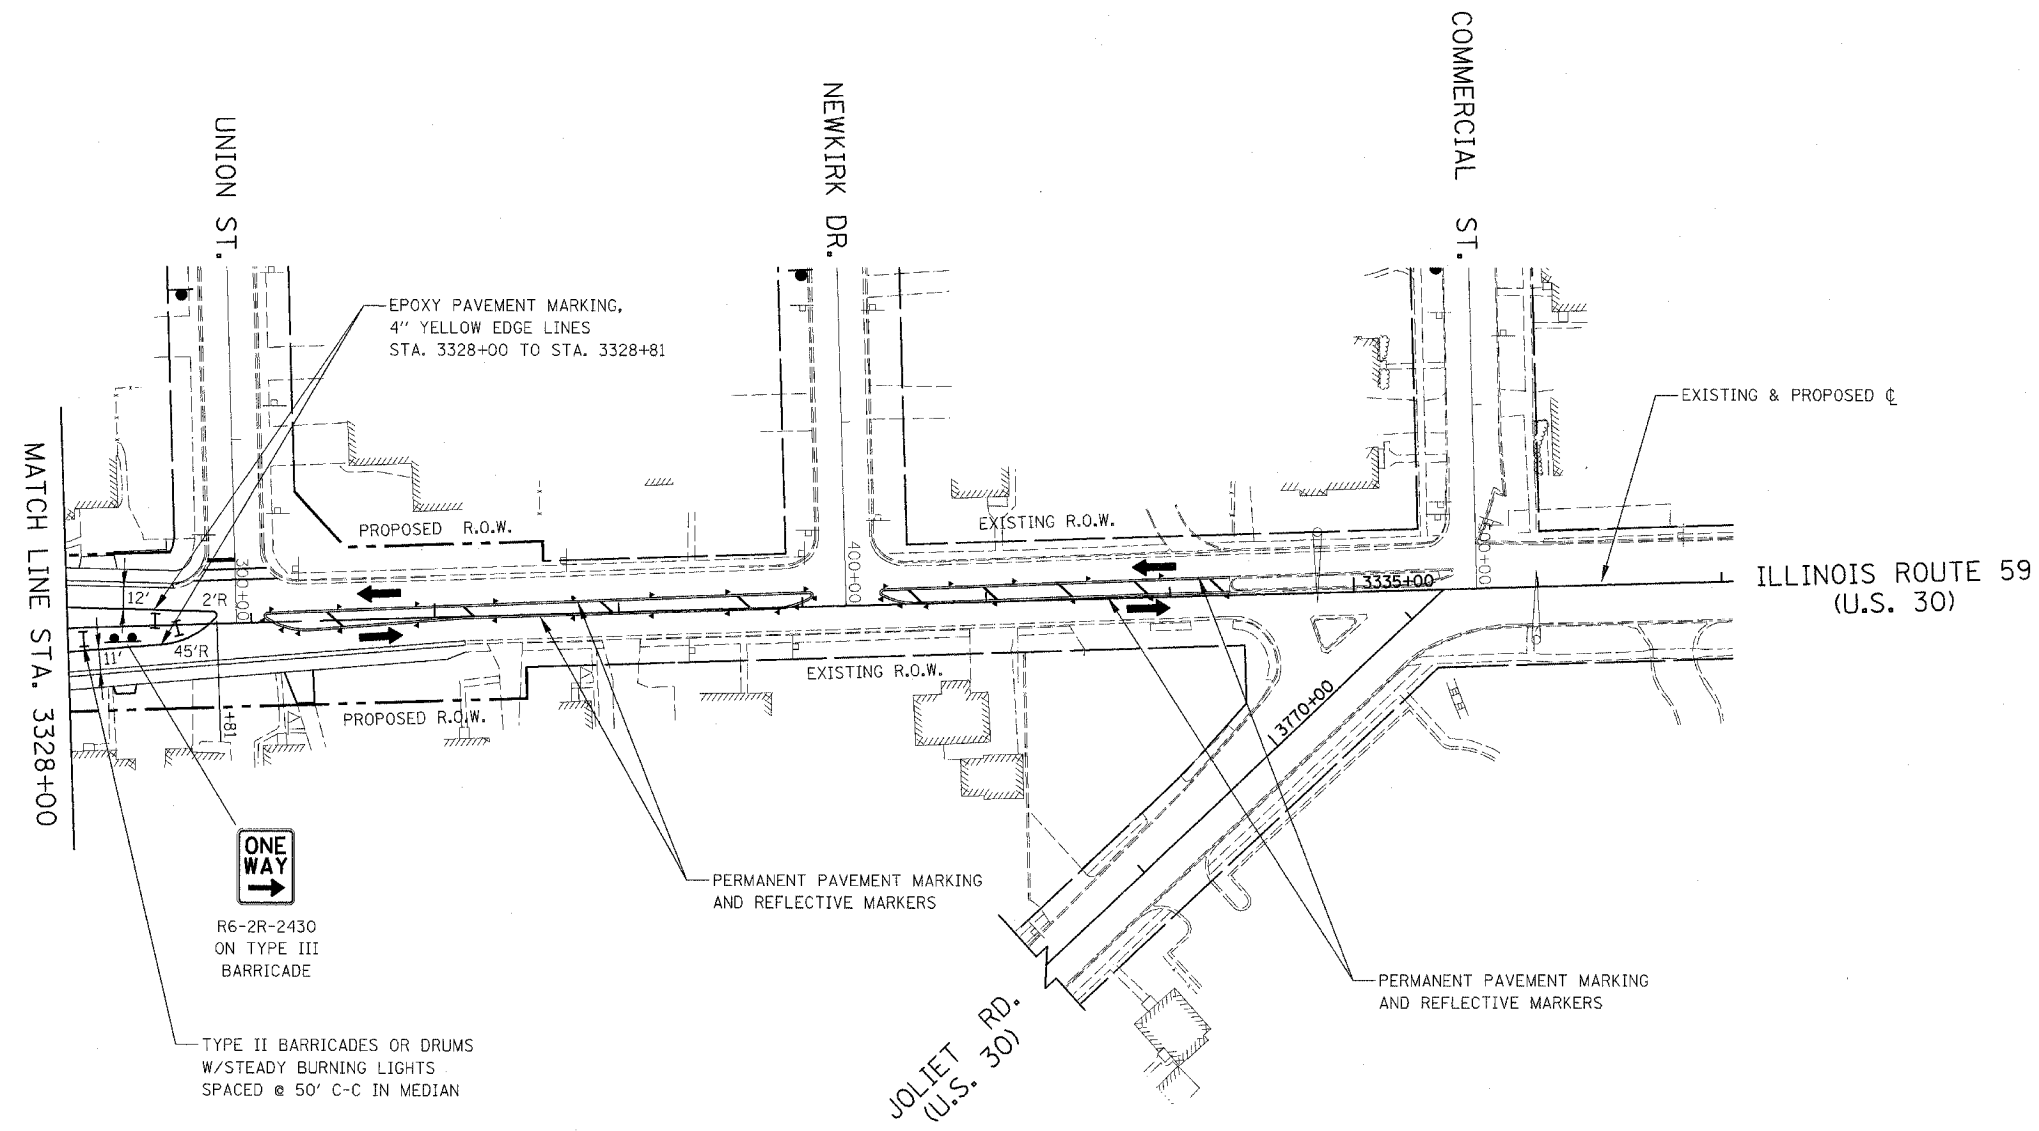 COMMERCIAL ST.
NEWKIRK DR.
UNION ST.
EPOXY PAVEMENT MARKING,
4" YELLOW EDGE LINES
STA. 3328+00 TO STA. 3328+81
EXISTING & PROPOSED ℄
MATCH LINE STA. 3328+00
PROPOSED R.O.W.
EXISTING R.O.W.
300+00
400+00
3335+00
ILLINOIS ROUTE 59
(U.S. 30)
12'
2'R
11'
45'R
EXISTING R.O.W.
PROPOSED R.O.W.
+81
3770+00
ONE
WAY
R6-2R-2430
ON TYPE III
BARRICADE
PERMANENT PAVEMENT MARKING
AND REFLECTIVE MARKERS
PERMANENT PAVEMENT MARKING
AND REFLECTIVE MARKERS
TYPE II BARRICADES OR DRUMS
W/STEADY BURNING LIGHTS
SPACED @ 50' C-C IN MEDIAN
JOLIET RD.
(U.S. 30)